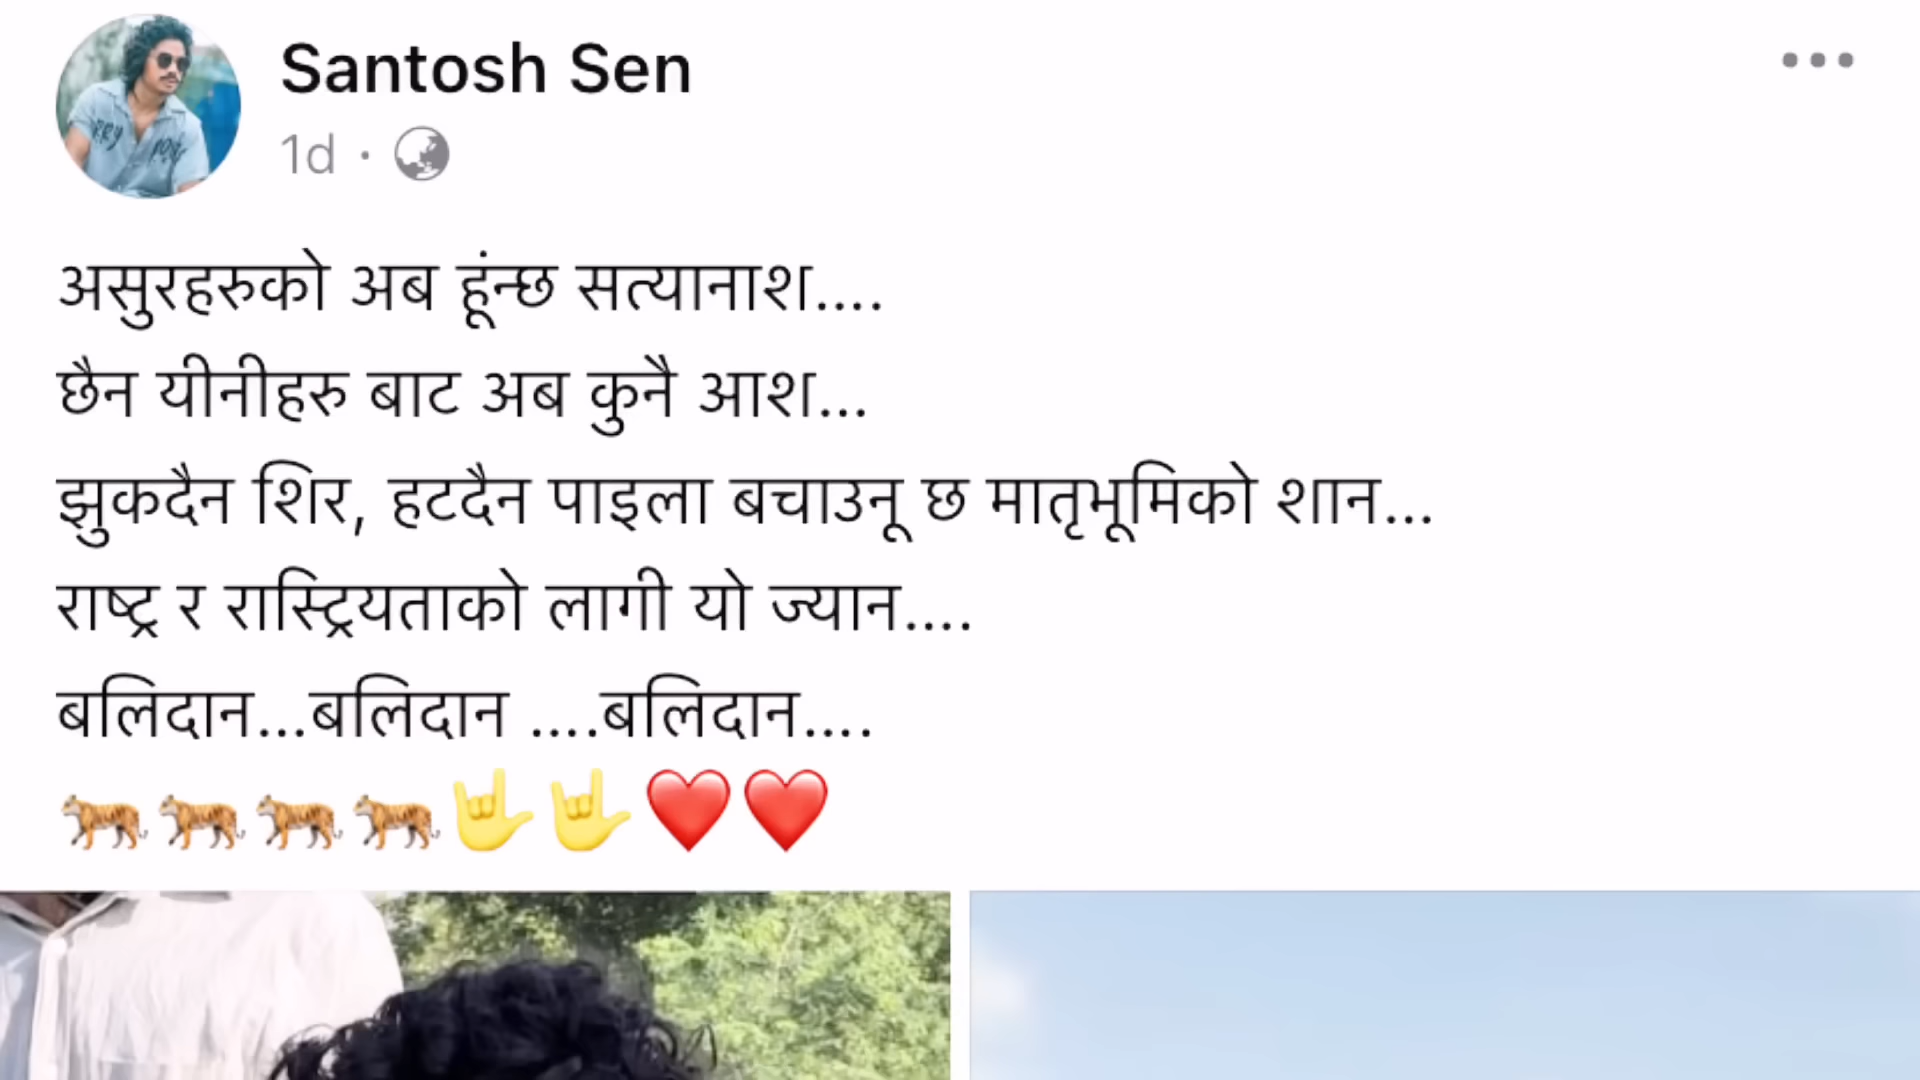 Santosh Sen
1d ·
असुरहरुको अब हूंन्छ सत्यानाश....
छैन यीनीहरु बाट अब कुनै आश...
झुकदैन शिर, हटदैन पाइला बचाउनू छ मातृभूमिको शान...
राष्ट्र र रास्ट्रियताको लागी यो ज्यान....
बलिदान...बलिदान ....बलिदान....
🐅🐅🐅🐅🤟🤟❤️❤️